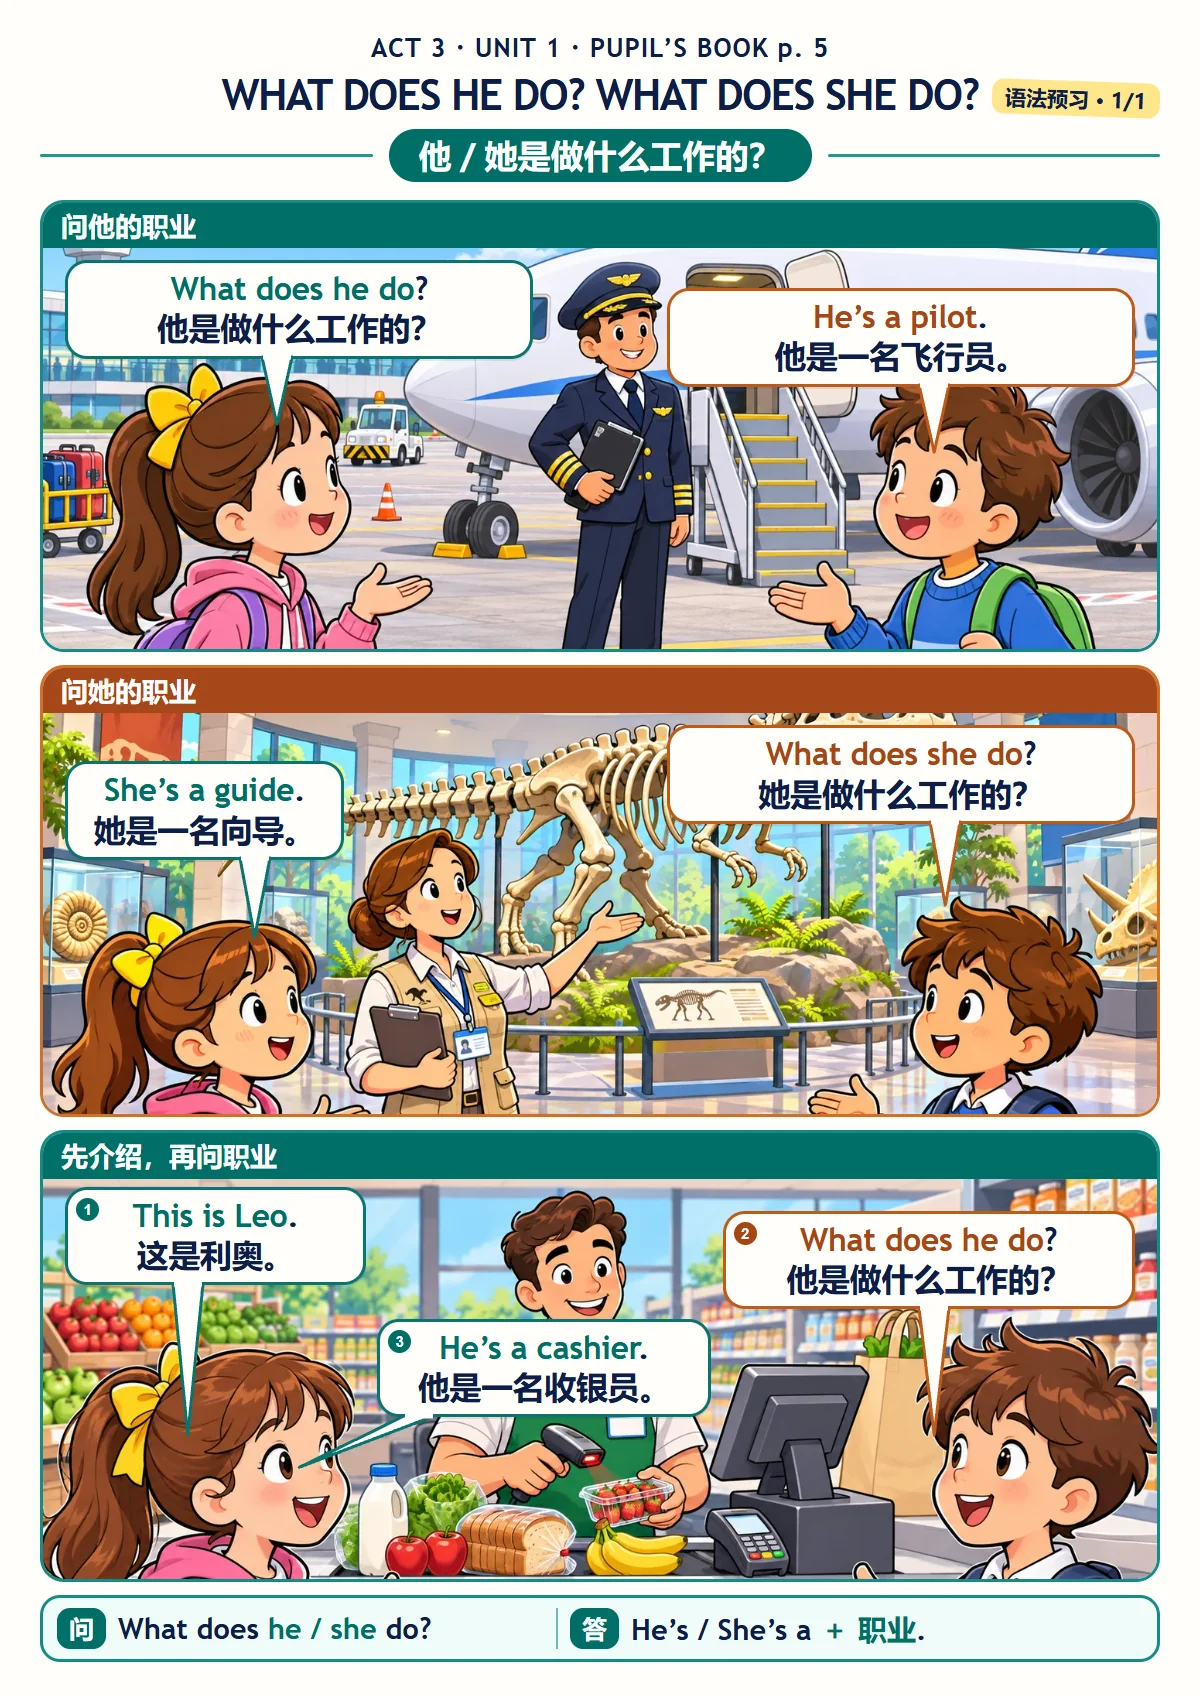 ACT 3 · UNIT 1 · PUPIL’S BOOK p. 5
WHAT DOES HE DO? WHAT DOES SHE DO?
语法预习 • 1/1
他 / 她是做什么工作的？
问他的职业
What does he do?
他是做什么工作的？
He’s a pilot.
他是一名飞行员。
问她的职业
She’s a guide.
她是一名向导。
What does she do?
她是做什么工作的？
先介绍，再问职业
1 This is Leo.
这是利奥。
2 What does he do?
他是做什么工作的？
3 He’s a cashier.
他是一名收银员。
问 What does he / she do?
答 He’s / She’s a + 职业.